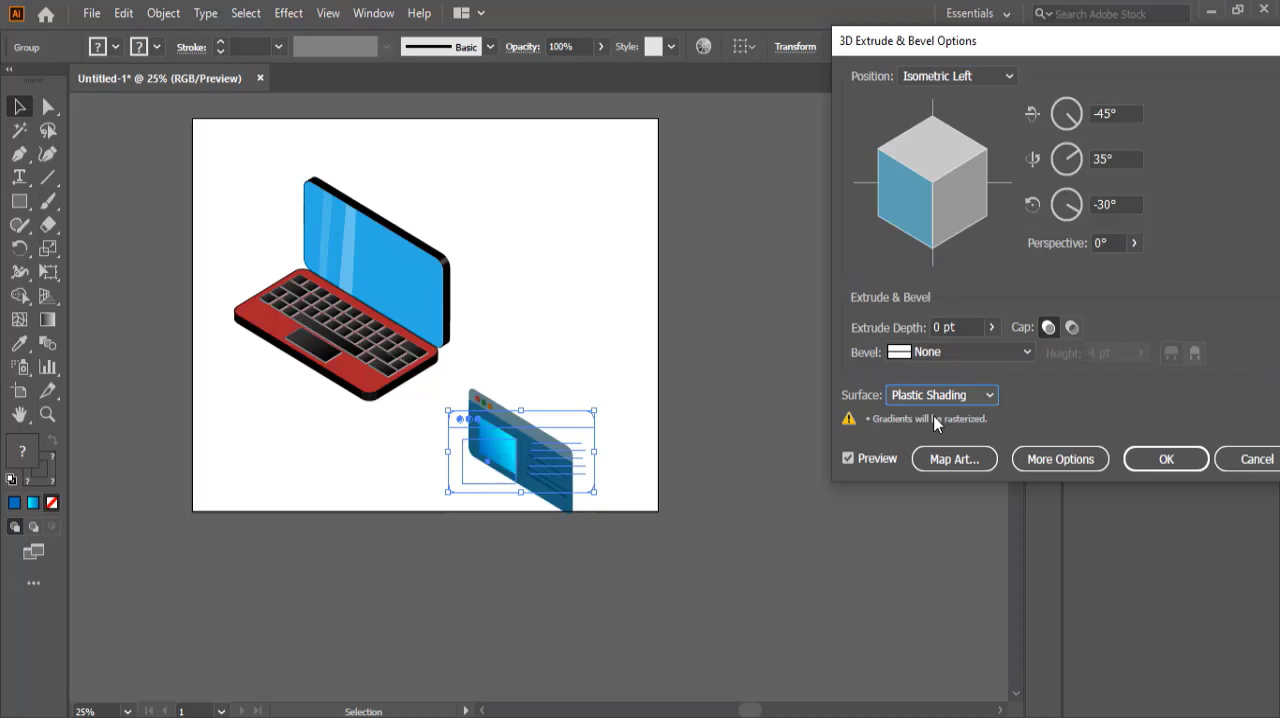 Ai File Edit Object Type Select Effect View Window Help Essentials Search Adobe Stock
Group ? ? Stroke: Basic Opacity: 100% Style: Transform
Untitled-1* @ 25% (RGB/Preview) ×
3D Extrude & Bevel Options
Position: Isometric Left
-45°
35°
-30°
Perspective: 0°
Extrude & Bevel
Extrude Depth: 0 pt Cap:
Bevel: None Height: 4 pt
Surface: Plastic Shading
• Gradients will be rasterized.
Preview Map Art... More Options OK Cancel
T
?
?
25% 1 Selection